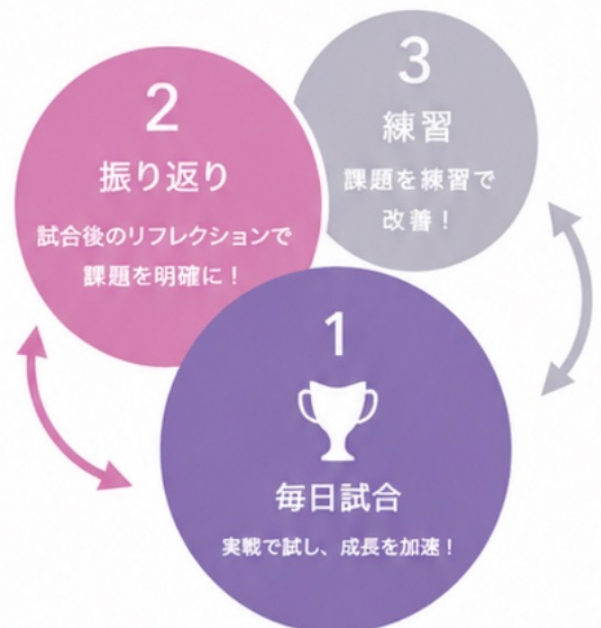 1
毎日試合
実戦で試し、成長を加速！
2
振り返り
試合後のリフレクションで
課題を明確に！
3
練習
課題を練習で
改善！